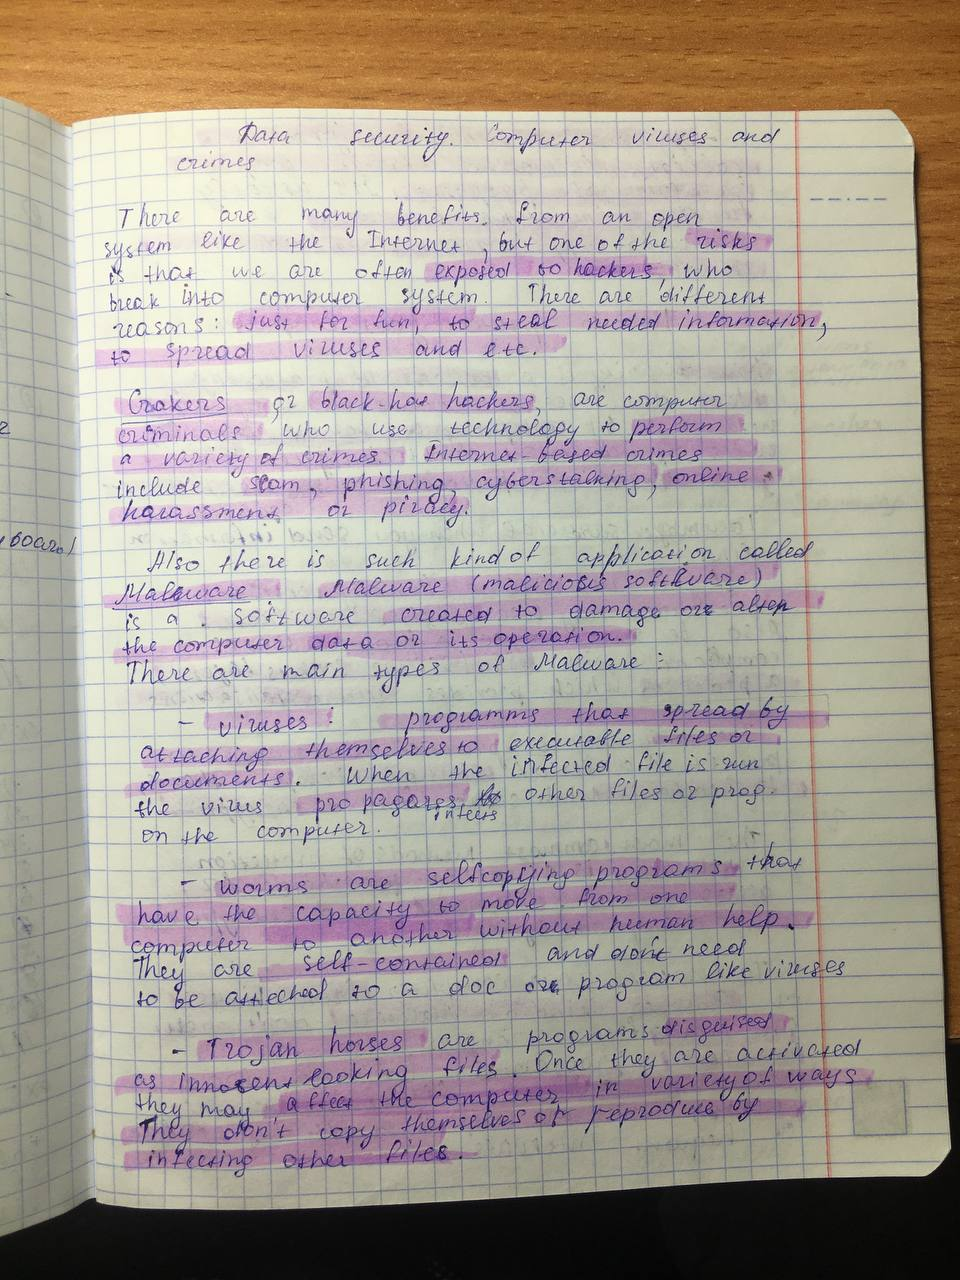 Data security. Computer viruses and
crimes
There are many benefits from an open
system like the Internet, but one of the risks
is that we are often exposed to hackers, who
break into computer system. There are different
reasons: just for fun, to steal needed information,
to spread viruses and etc.
Crakers or black-hat hackers, are computer
criminals, who use technology to perform
a variety of crimes. Internet-besed crimes
include scam, phishing, cyberstalking, online
harassment or piracy.
Also there is such kind of application called
Malware Malware (maliciosis software)
is a software created to damage or alter
the computer data or its operation.
There are main types of Malware:
- viruses: programms that spread by
attaching themselves to executable files or
documents. When the infected file is run
the virus propagates, other files or prog.
infects
on the computer.
- worms are selfcopying programs that
have the capacity to move from one
computer to another without human help.
They are self-contained and don't need
to be atteched to a doc or program like viruses
- Trojan horses are programs disguised
as innocent looking files. Once they are activated
they may affect the computer in variety of ways
They don't copy themselves or reproduce by
infecting other files.